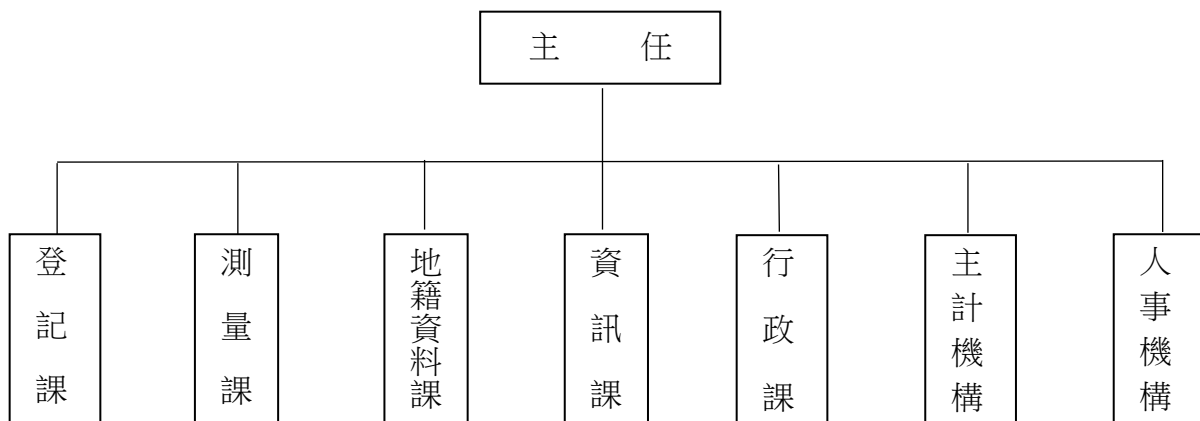 主 任
登記課
測量課
地籍資料課
資訊課
行政課
主計機構
人事機構